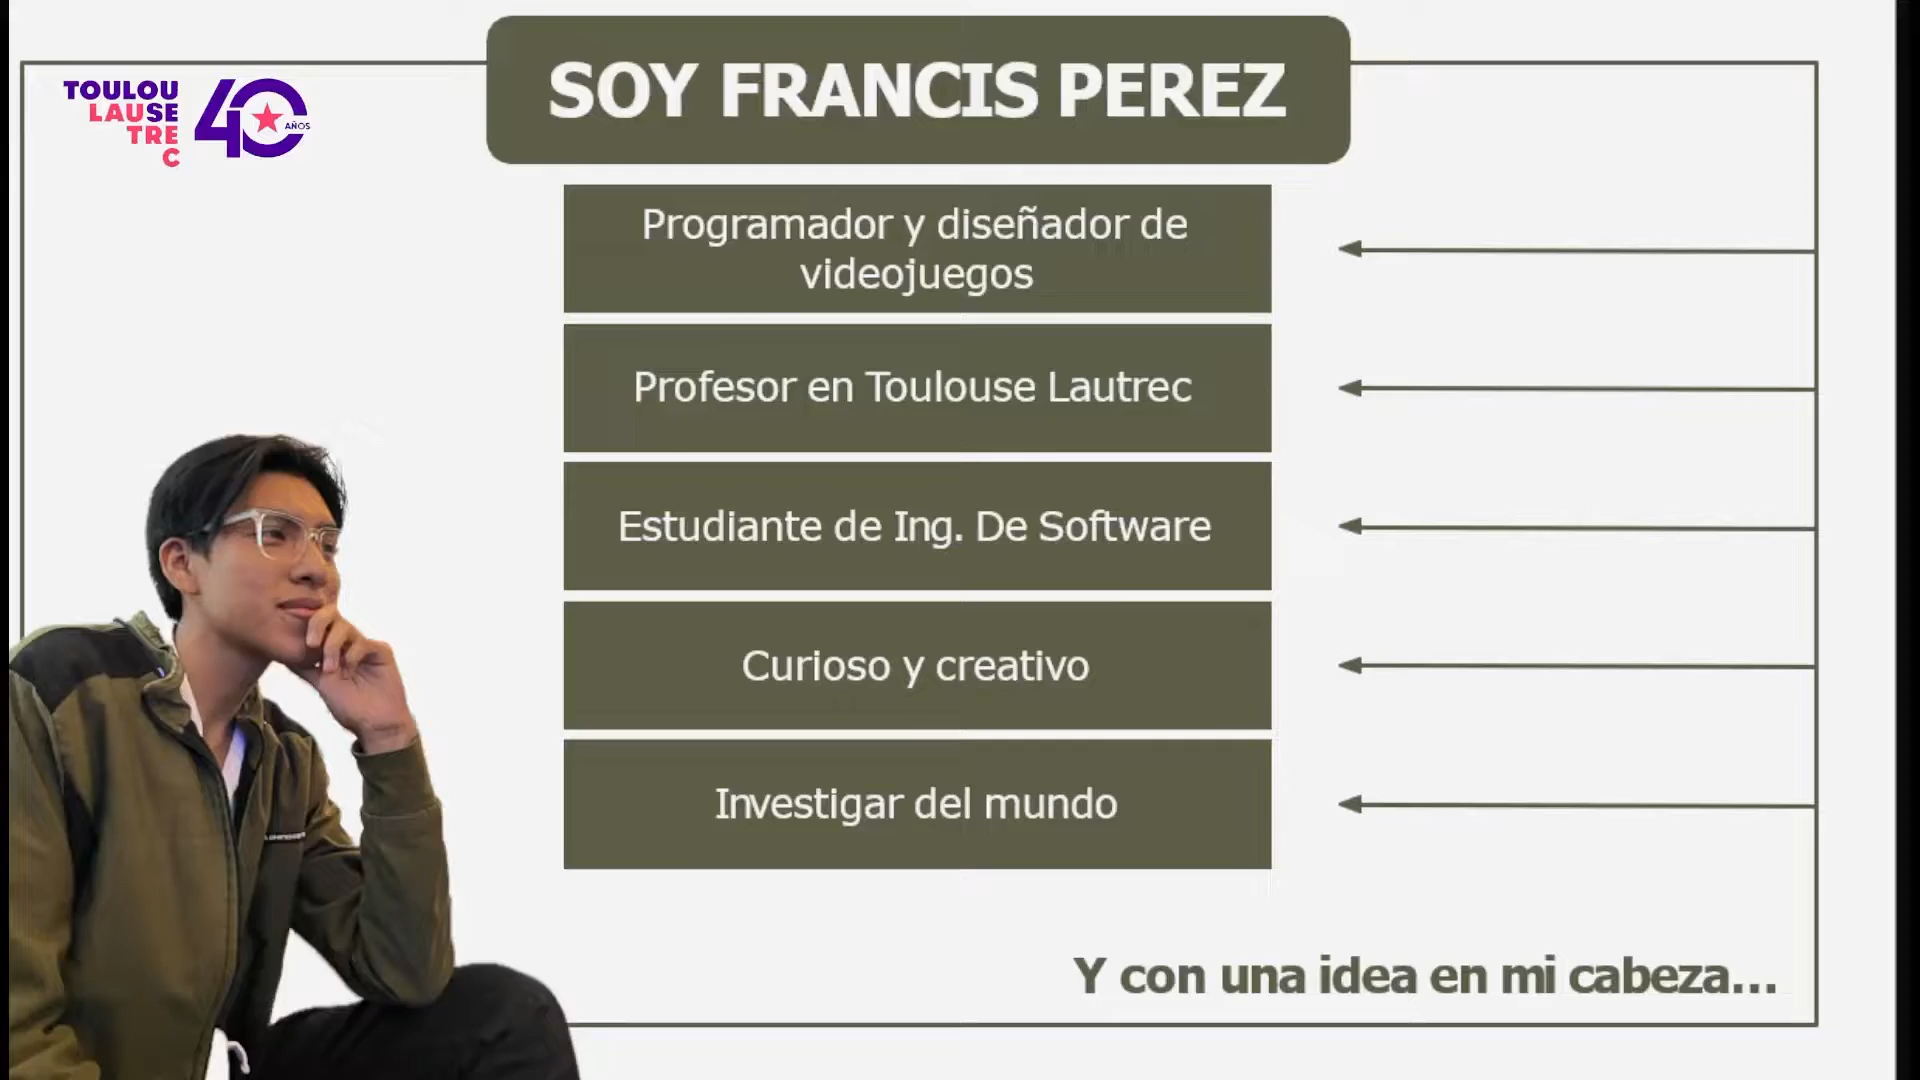 TOULOU
LAUSE
TRE
C
40
AÑOS
SOY FRANCIS PEREZ
Programador y diseñador de
videojuegos
Profesor en Toulouse Lautrec
Estudiante de Ing. De Software
Curioso y creativo
Investigar del mundo
Y con una idea en mi cabeza...